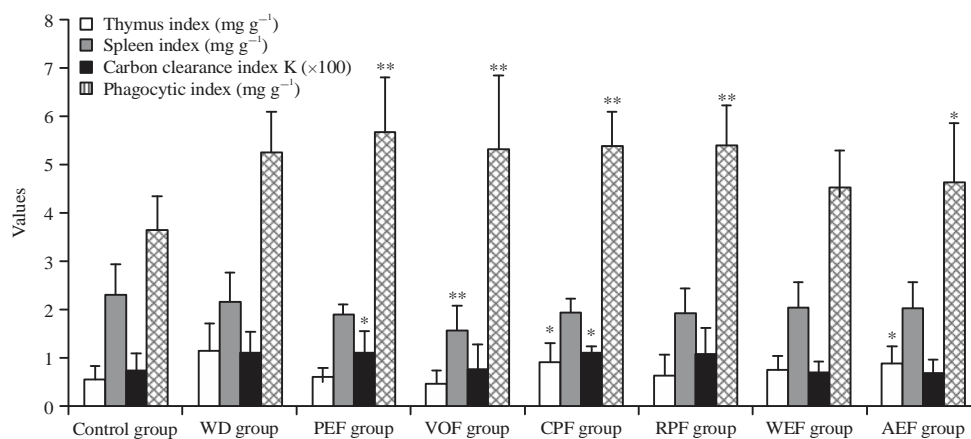 8
7
6
5
4
3
2
1
0
Values
Thymus index (mg g⁻¹)
Spleen index (mg g⁻¹)
Carbon clearance index K (×100)
Phagocytic index (mg g⁻¹)
** ** ** ** *
* ** * * *
Control group WD group PEF group VOF group CPF group RPF group WEF group AEF group